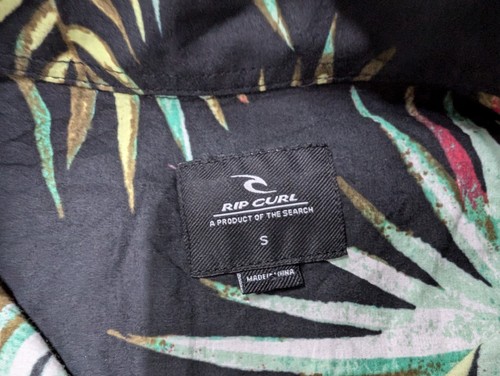 RIP CURL
A PRODUCT OF THE SEARCH
S
MADE IN CHINA